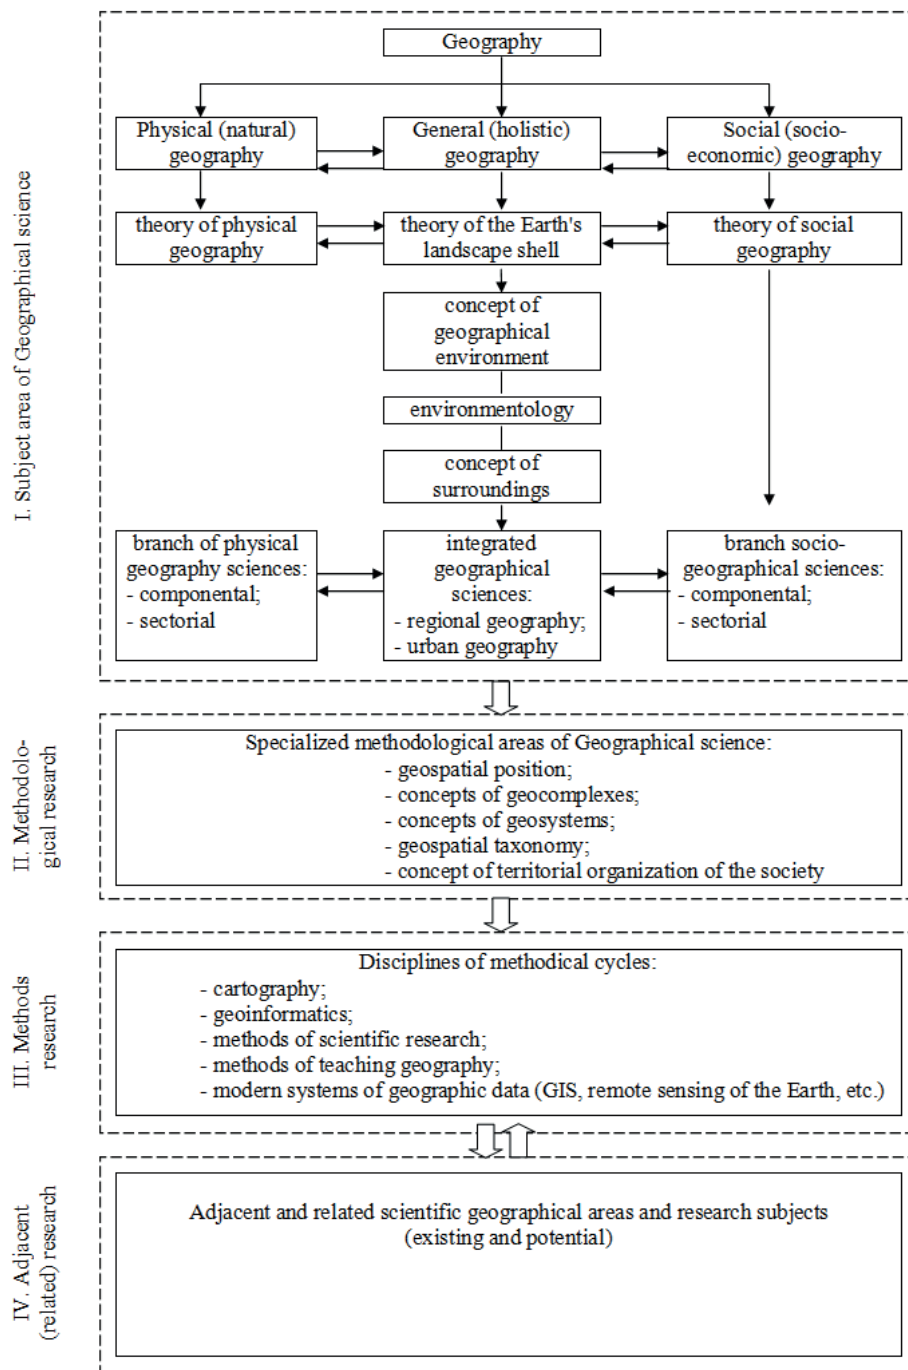 Geography
Physical (natural)
geography
General (holistic)
geography
Social (socio-
economic) geography
theory of physical
geography
theory of the Earth's
landscape shell
theory of social
geography
concept of
geographical
environment
environmentology
concept of
surroundings
branch of physical
geography sciences:
- componental;
- sectorial
integrated
geographical
sciences:
- regional geography;
- urban geography
branch socio-
geographical sciences:
- componental;
- sectorial
I. Subject area of Geographical science
Specialized methodological areas of Geographical science:
- geospatial position;
- concepts of geocomplexes;
- concepts of geosystems;
- geospatial taxonomy;
- concept of territorial organization of the society
II. Methodolo-
gical research
Disciplines of methodical cycles:
- cartography;
- geoinformatics;
- methods of scientific research;
- methods of teaching geography;
- modern systems of geographic data (GIS, remote sensing of the Earth, etc.)
III. Methods
research
Adjacent and related scientific geographical areas and research subjects
(existing and potential)
IV. Adjacent
(related) research